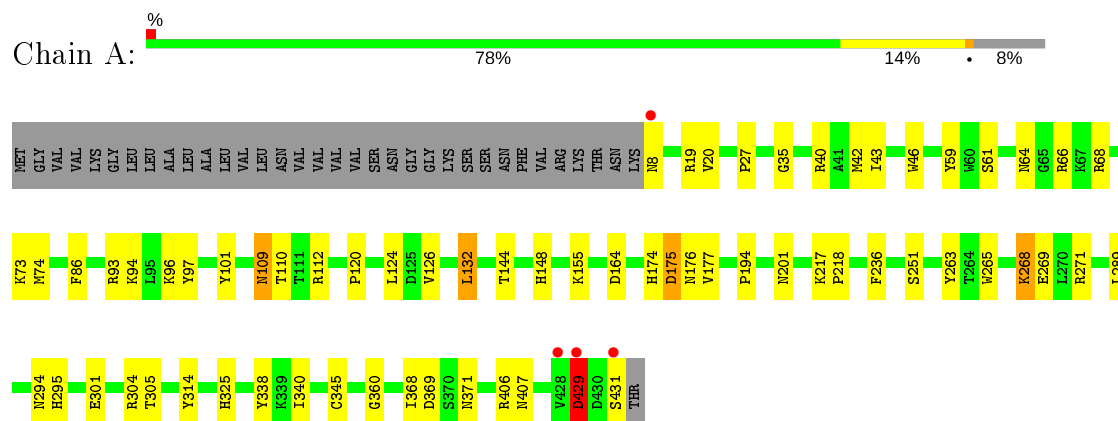 %
Chain A:
78% 14% • 8%
MET GLY VAL VAL LYS GLY LEU LEU ALA ALA LEU VAL LEU ASN VAL VAL VAL VAL SER ASN GLY GLY LYS SER SER ASN PHE VAL ARG LYS THR ASN LYS N8 R19 V20 P27 G35 R40 A41 M42 I43 W46 Y59 W60 S61 N64 G65 R66 K67 R68
K73 M74 F86 R93 K94 L95 K96 Y97 Y101 N109 T110 T111 R112 P120 L124 D125 V126 L132 T144 H148 K155 D164 H174 D175 N176 V177 P194 N201 K217 P218 F236 S251 Y263 T264 W265 K268 E269 L270 R271
N294 H295 E301 R304 T305 Y314 H325 Y338 K339 I340 C345 G360 I368 D369 S370 N371 R406 N407 V428 D429 D430 S431 THR